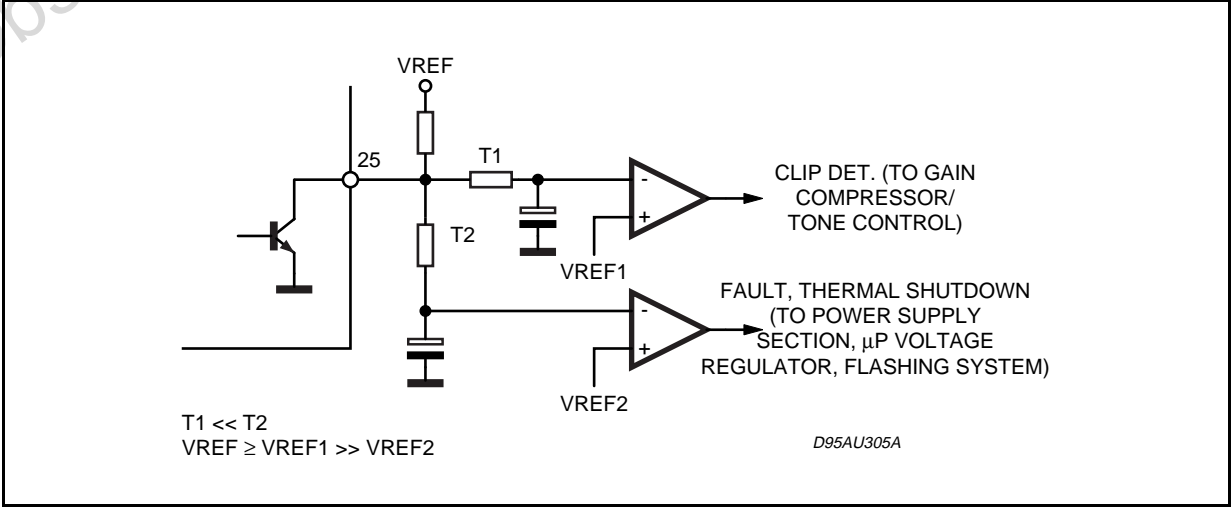 VREF
25
T1
T2
-
+
VREF1
CLIP DET. (TO GAIN
COMPRESSOR/
TONE CONTROL)
-
+
VREF2
FAULT, THERMAL SHUTDOWN
(TO POWER SUPPLY
SECTION, µP VOLTAGE
REGULATOR, FLASHING SYSTEM)
T1 << T2
VREF ≥ VREF1 >> VREF2
D95AU305A